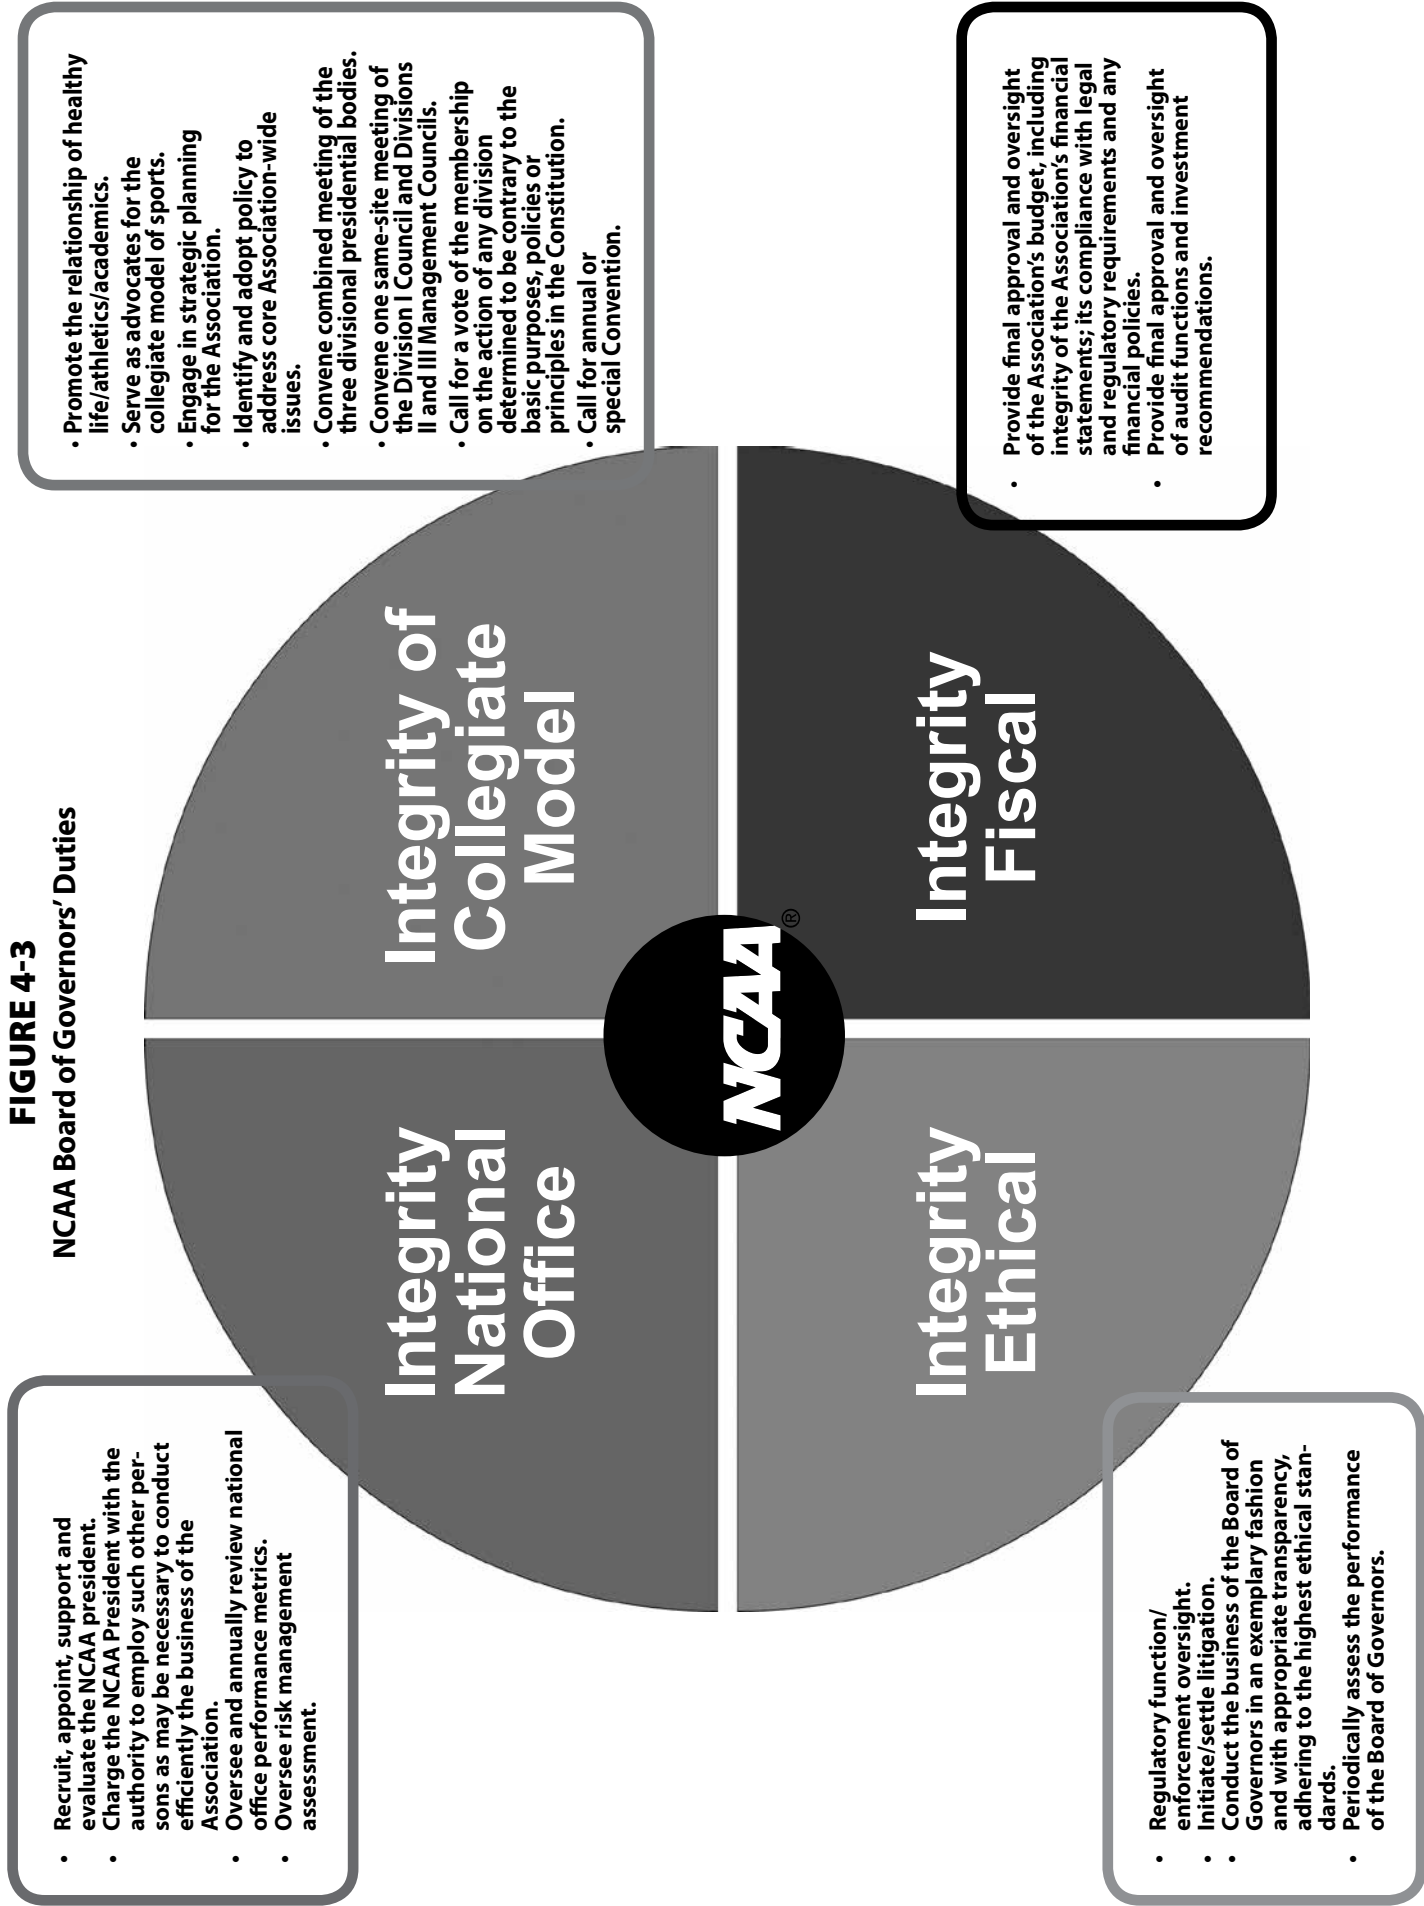 FIGURE 4-3
NCAA Board of Governors’ Duties
• Recruit, appoint, support and
evaluate the NCAA president.
• Charge the NCAA President with the
authority to employ such other per-
sons as may be necessary to conduct
efficiently the business of the
Association.
• Oversee and annually review national
office performance metrics.
• Oversee risk management
assessment.
• Promote the relationship of healthy
life/athletics/academics.
• Serve as advocates for the
collegiate model of sports.
• Engage in strategic planning
for the Association.
• Identify and adopt policy to
address core Association-wide
issues.
• Convene combined meeting of the
three divisional presidential bodies.
• Convene one same-site meeting of
the Division I Council and Divisions
II and III Management Councils.
• Call for a vote of the membership
on the action of any division
determined to be contrary to the
basic purposes, policies or
principles in the Constitution.
• Call for annual or
special Convention.
Integrity
National
Office
Integrity of
Collegiate
Model
NCAA®
Integrity
Ethical
Integrity
Fiscal
• Regulatory function/
enforcement oversight.
• Initiate/settle litigation.
• Conduct the business of the Board of
Governors in an exemplary fashion
and with appropriate transparency,
adhering to the highest ethical stan-
dards.
• Periodically assess the performance
of the Board of Governors.
• Provide final approval and oversight
of the Association’s budget, including
integrity of the Association’s financial
statements; its compliance with legal
and regulatory requirements and any
financial policies.
• Provide final approval and oversight
of audit functions and investment
recommendations.